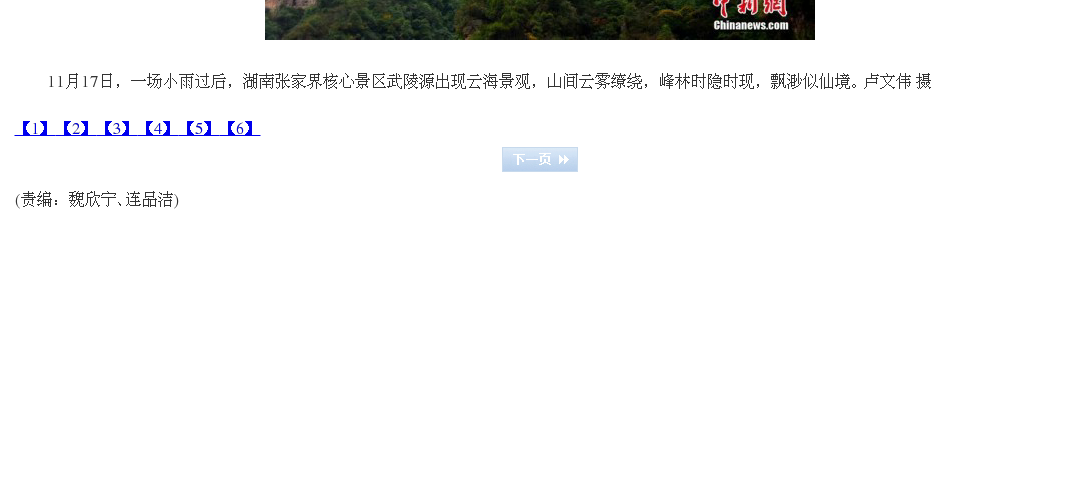 中新网
Chinanews.com
11月17日，一场小雨过后，湖南张家界核心景区武陵源出现云海景观，山间云雾缭绕，峰林时隐时现，飘渺似仙境。卢文伟 摄
【1】 【2】 【3】 【4】 【5】 【6】
下一页
(责编：魏欣宁、连品洁)